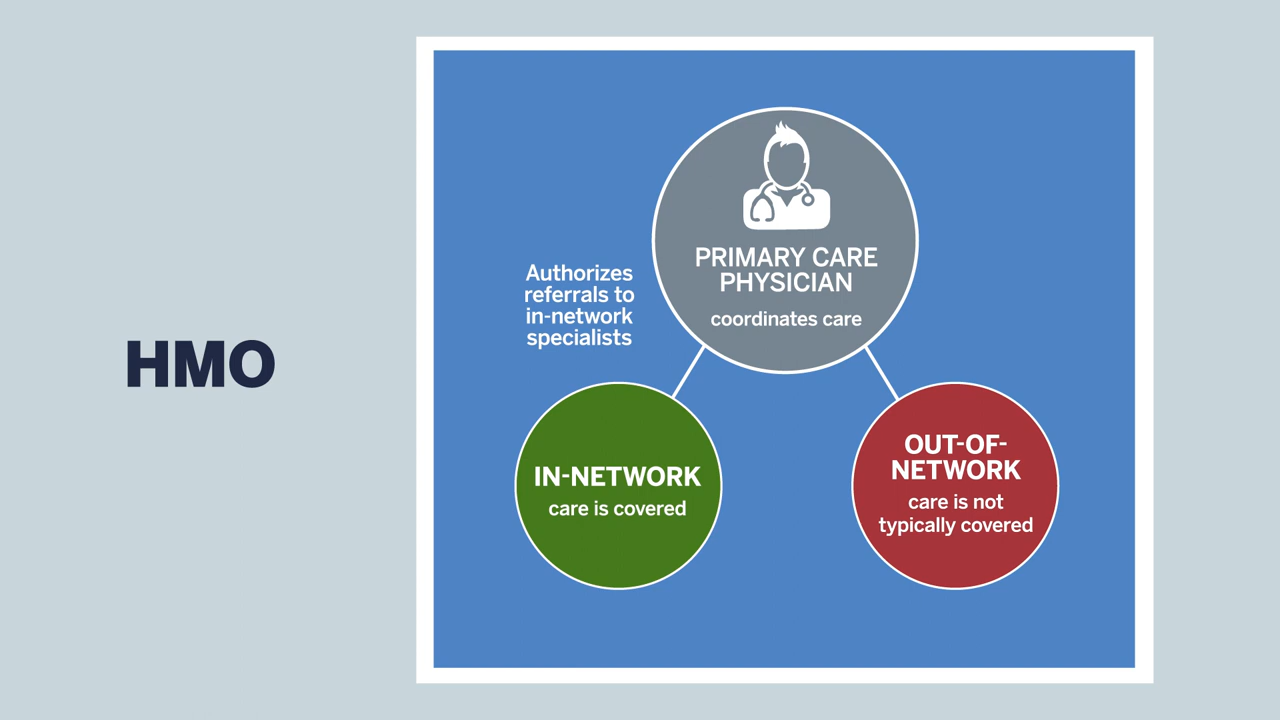 HMO
PRIMARY CARE
PHYSICIAN
coordinates care
Authorizes
referrals to
in-network
specialists
IN-NETWORK
care is covered
OUT-OF-
NETWORK
care is not
typically covered